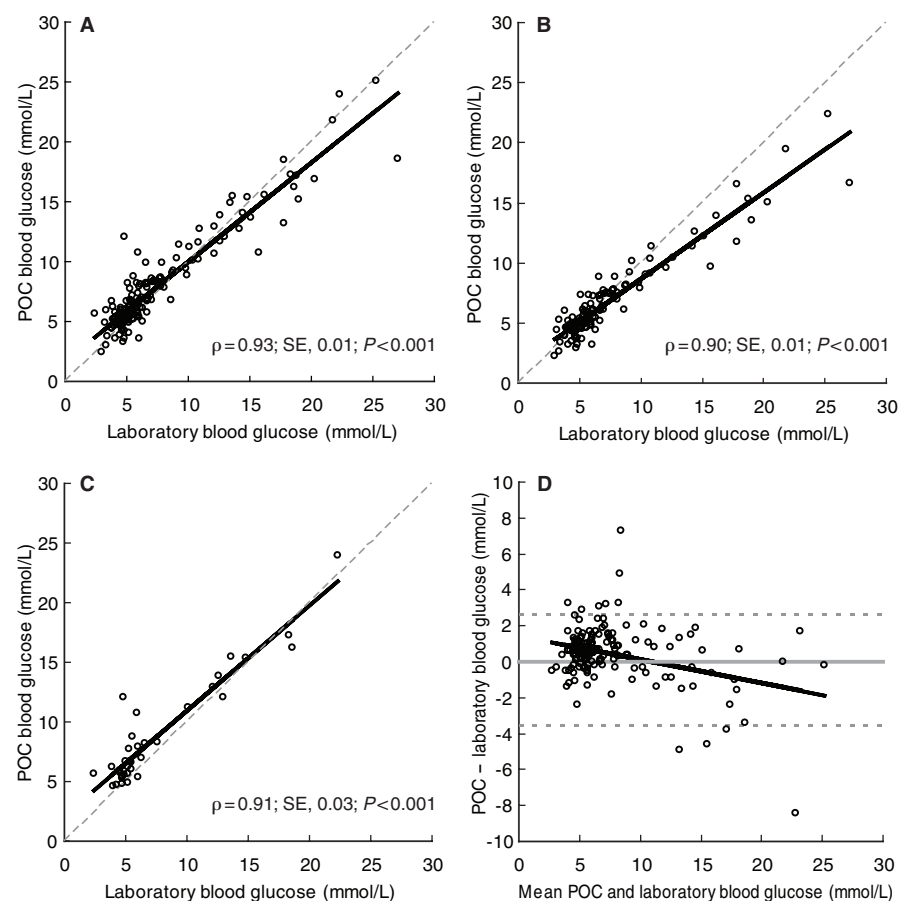 A
POC blood glucose (mmol/L)
30
25
20
15
10
5
0
ρ=0.93; SE, 0.01; P<0.001
0 5 10 15 20 25 30
Laboratory blood glucose (mmol/L)
B
POC blood glucose (mmol/L)
30
25
20
15
10
5
0
ρ=0.90; SE, 0.01; P<0.001
0 5 10 15 20 25 30
Laboratory blood glucose (mmol/L)
C
POC blood glucose (mmol/L)
30
25
20
15
10
5
0
ρ=0.91; SE, 0.03; P<0.001
0 5 10 15 20 25 30
Laboratory blood glucose (mmol/L)
D
POC − laboratory blood glucose (mmol/L)
10
8
6
4
2
0
-2
-4
-6
-8
-10
0 5 10 15 20 25 30
Mean POC and laboratory blood glucose (mmol/L)